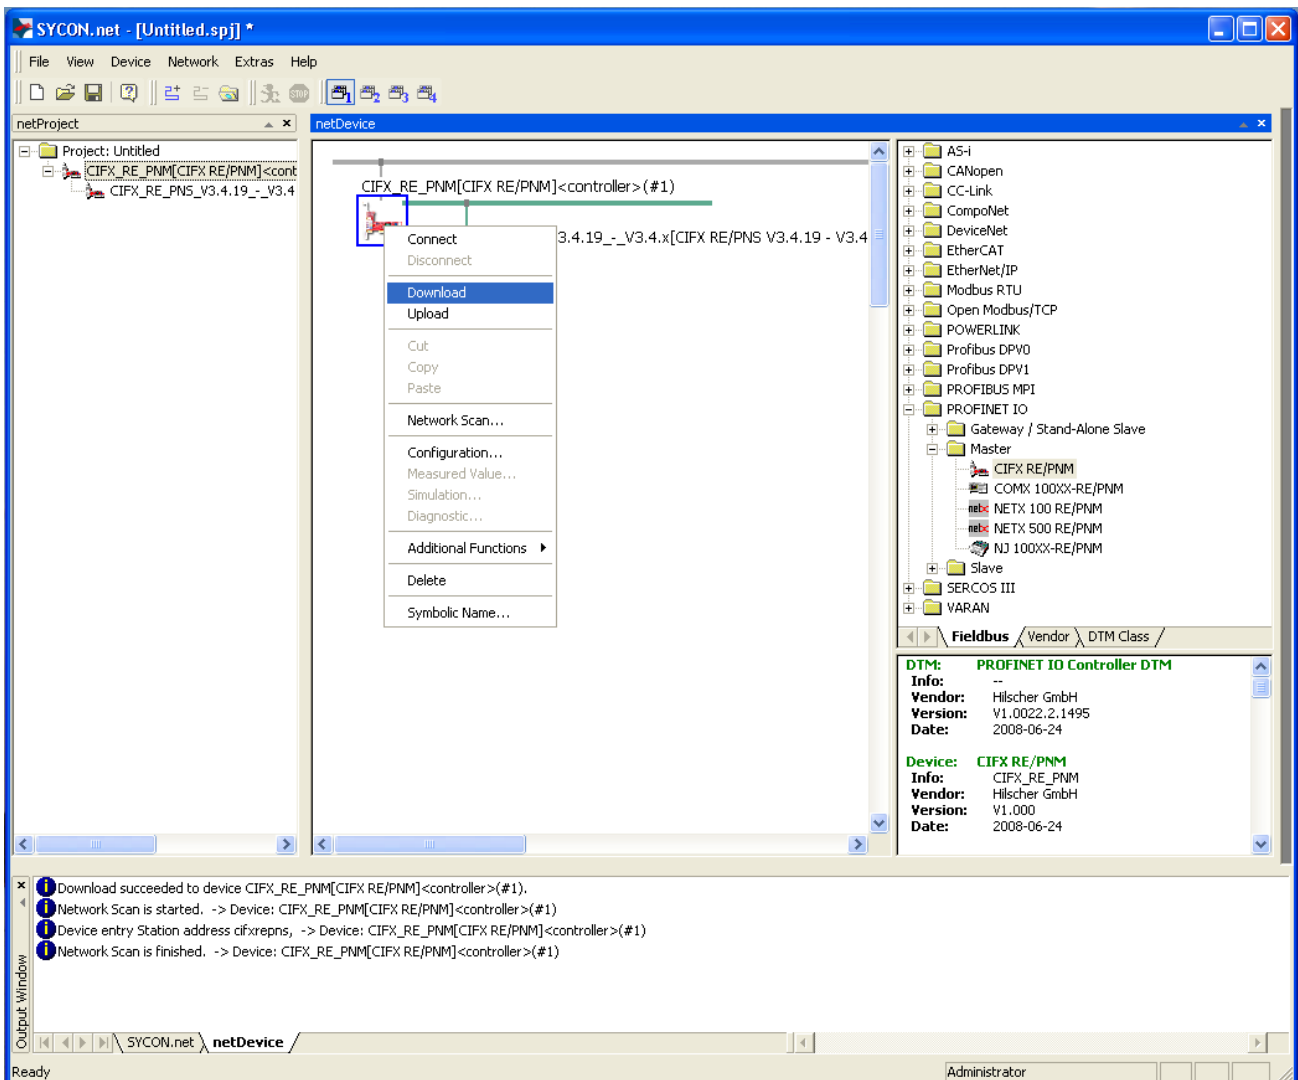 SYCON.net - [Untitled.spj] *
File View Device Network Extras Help
netProject
netDevice
Project: Untitled
CIFX_RE_PNM[CIFX RE/PNM]<cont
CIFX_RE_PNS_V3.4.19_-_V3.4
CIFX_RE_PNM[CIFX RE/PNM]<controller>(#1)
3.4.19_-_V3.4.x[CIFX RE/PNS V3.4.19 - V3.4
Connect
Disconnect
Download
Upload
Cut
Copy
Paste
Network Scan...
Configuration...
Measured Value...
Simulation...
Diagnostic...
Additional Functions
Delete
Symbolic Name...
AS-i
CANopen
CC-Link
CompoNet
DeviceNet
EtherCAT
EtherNet/IP
Modbus RTU
Open Modbus/TCP
POWERLINK
Profibus DPV0
Profibus DPV1
PROFIBUS MPI
PROFINET IO
Gateway / Stand-Alone Slave
Master
CIFX RE/PNM
COMX 100XX-RE/PNM
netX NETX 100 RE/PNM
netX NETX 500 RE/PNM
NJ 100XX-RE/PNM
Slave
SERCOS III
VARAN
Fieldbus Vendor DTM Class
DTM: PROFINET IO Controller DTM
Info: --
Vendor: Hilscher GmbH
Version: V1.0022.2.1495
Date: 2008-06-24
Device: CIFX RE/PNM
Info: CIFX_RE_PNM
Vendor: Hilscher GmbH
Version: V1.000
Date: 2008-06-24
Download succeeded to device CIFX_RE_PNM[CIFX RE/PNM]<controller>(#1).
Network Scan is started. -> Device: CIFX_RE_PNM[CIFX RE/PNM]<controller>(#1)
Device entry Station address cifxrepns, -> Device: CIFX_RE_PNM[CIFX RE/PNM]<controller>(#1)
Network Scan is finished. -> Device: CIFX_RE_PNM[CIFX RE/PNM]<controller>(#1)
Output Window
SYCON.net netDevice
Ready
Administrator